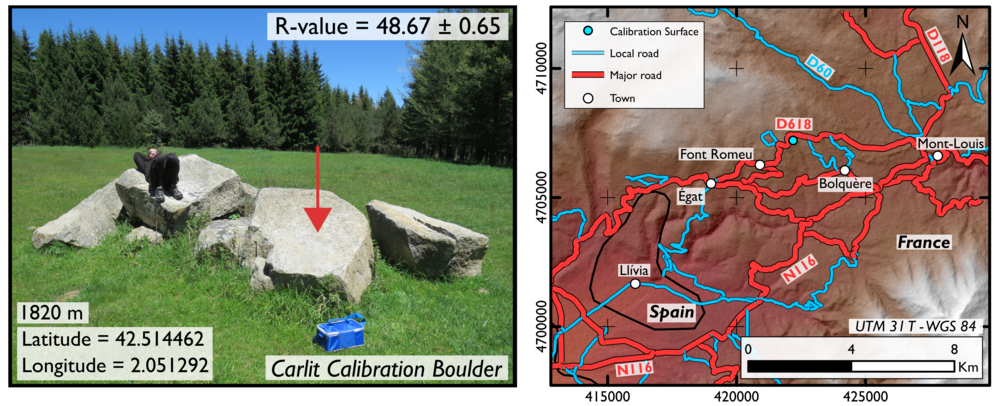 R-value = 48.67 ± 0.65
1820 m
Latitude = 42.514462
Longitude = 2.051292
Carlit Calibration Boulder
Calibration Surface
Local road
Major road
Town
N
D118
D60
D618
Font Romeu
Mont-Louis
Bolquère
Égat
France
N116
Llívia
Spain
UTM 31 T - WGS 84
0 4 8
Km
N116
4710000
4705000
4700000
415000 420000 425000